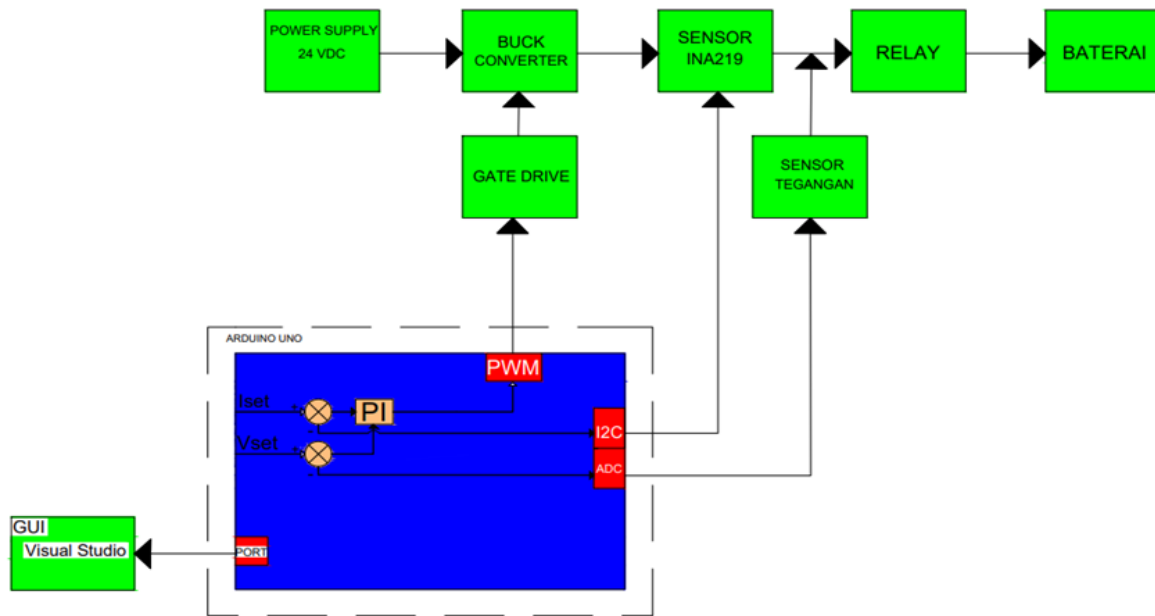 POWER SUPPLY
24 VDC
BUCK
CONVERTER
SENSOR
INA219
RELAY
BATERAI
GATE DRIVE
SENSOR
TEGANGAN
ARDUINO UNO
PWM
Iset
+
PI
-
I2C
Vset
+
-
ADC
GUI
Visual Studio
PORT